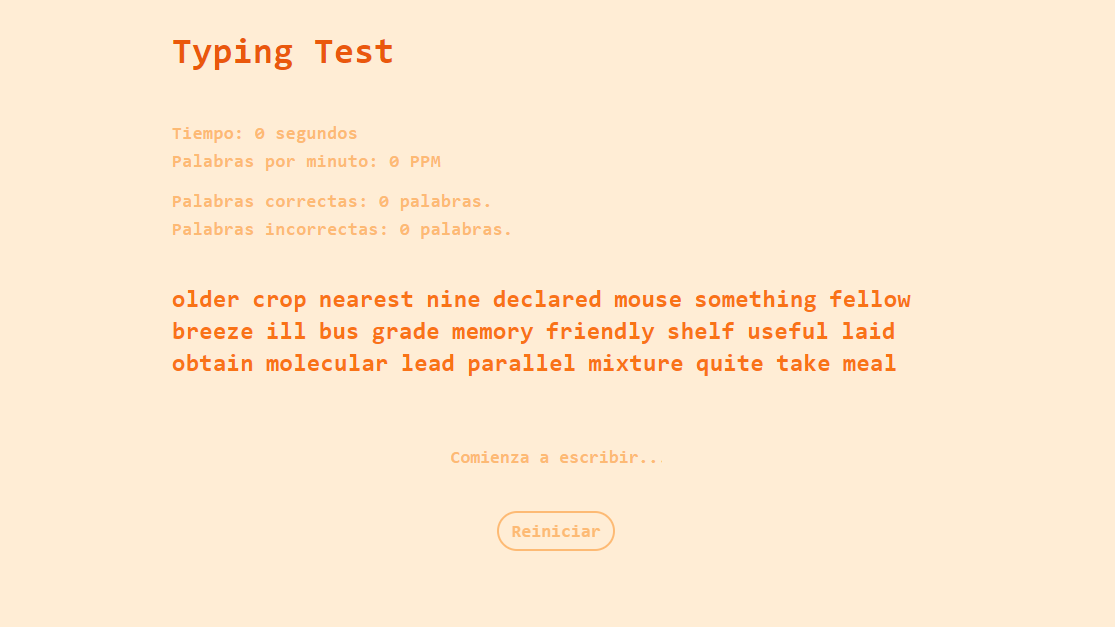 Typing Test
Tiempo: 0 segundos
Palabras por minuto: 0 PPM
Palabras correctas: 0 palabras.
Palabras incorrectas: 0 palabras.
older crop nearest nine declared mouse something fellow
breeze ill bus grade memory friendly shelf useful laid
obtain molecular lead parallel mixture quite take meal
Comienza a escribir...
Reiniciar